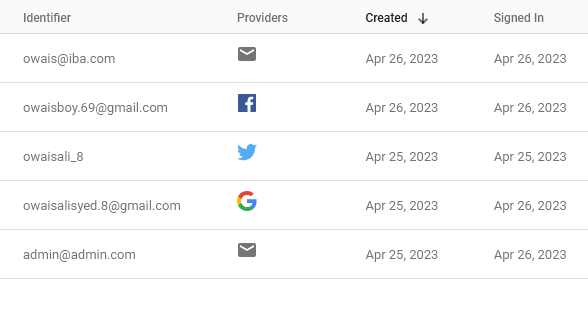 Identifier Providers Created Signed In
owais@iba.com Apr 26, 2023 Apr 26, 2023
owaisboy.69@gmail.com Apr 26, 2023 Apr 26, 2023
owaisali_8 Apr 25, 2023 Apr 25, 2023
owaisalisyed.8@gmail.com Apr 25, 2023 Apr 26, 2023
admin@admin.com Apr 25, 2023 Apr 26, 2023